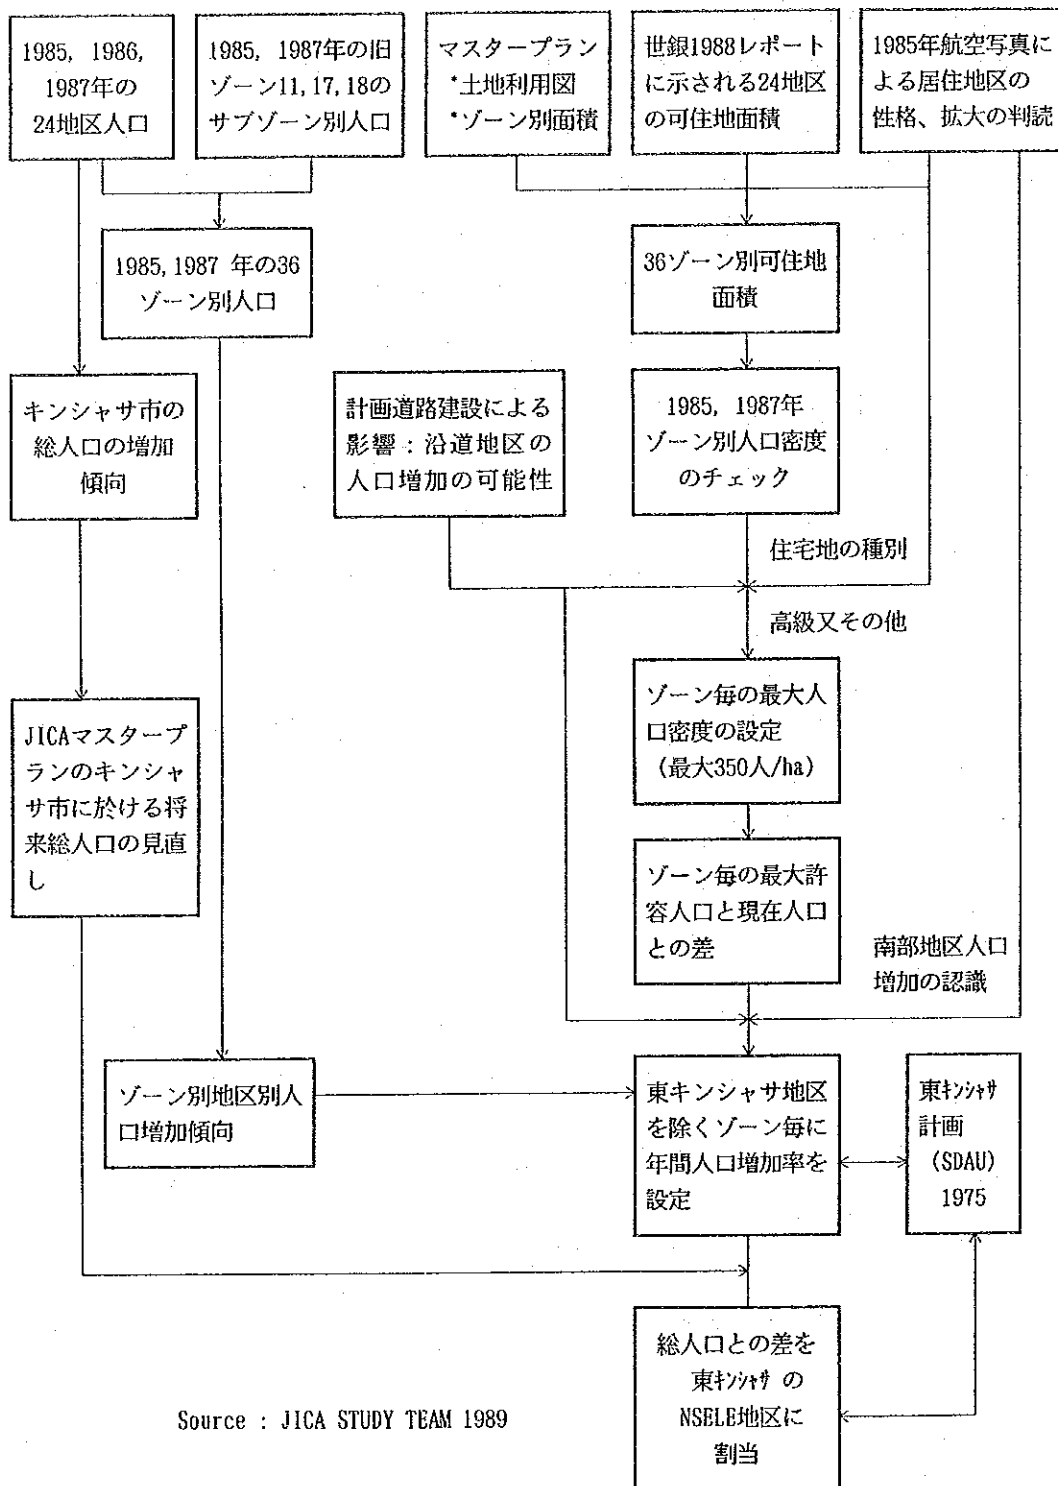 1985, 1986,
1987年の
24地区人口
1985, 1987年の旧
ゾーン11,17,18の
サブゾーン別人口
マスタープラン
*土地利用図
*ゾーン別面積
世銀1988レポート
に示される24地区
の可住地面積
1985年航空写真に
よる居住地区の
性格、拡大の判読
1985,1987 年の36
ゾーン別人口
36ゾーン別可住地
面積
キンシャサ市の
総人口の増加
傾向
計画道路建設による
影響：沿道地区の
人口増加の可能性
1985, 1987年
ゾーン別人口密度
のチェック
住宅地の種別
高級又その他
JICAマスタープ
ランのキンシャ
サ市に於ける将
来総人口の見直
し
ゾーン毎の最大人
口密度の設定
（最大350人/ha）
ゾーン毎の最大許
容人口と現在人口
との差
南部地区人口
増加の認識
ゾーン別地区別人
口増加傾向
東キンシャサ地区
を除くゾーン毎に
年間人口増加率を
設定
東ｷﾝｼｬｻ
計画
(SDAU)
1975
総人口との差を
東ｷﾝｼｬｻ の
NSELE地区に
割当
Source : JICA STUDY TEAM 1989